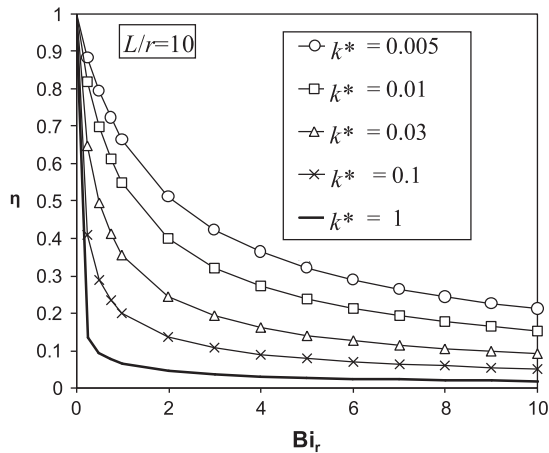 1
0.9
0.8
0.7
0.6
0.5
0.4
0.3
0.2
0.1
0
η
L/r=10
k* = 0.005
k* = 0.01
k* = 0.03
k* = 0.1
k* = 1
0 2 4 6 8 10
Bi_r